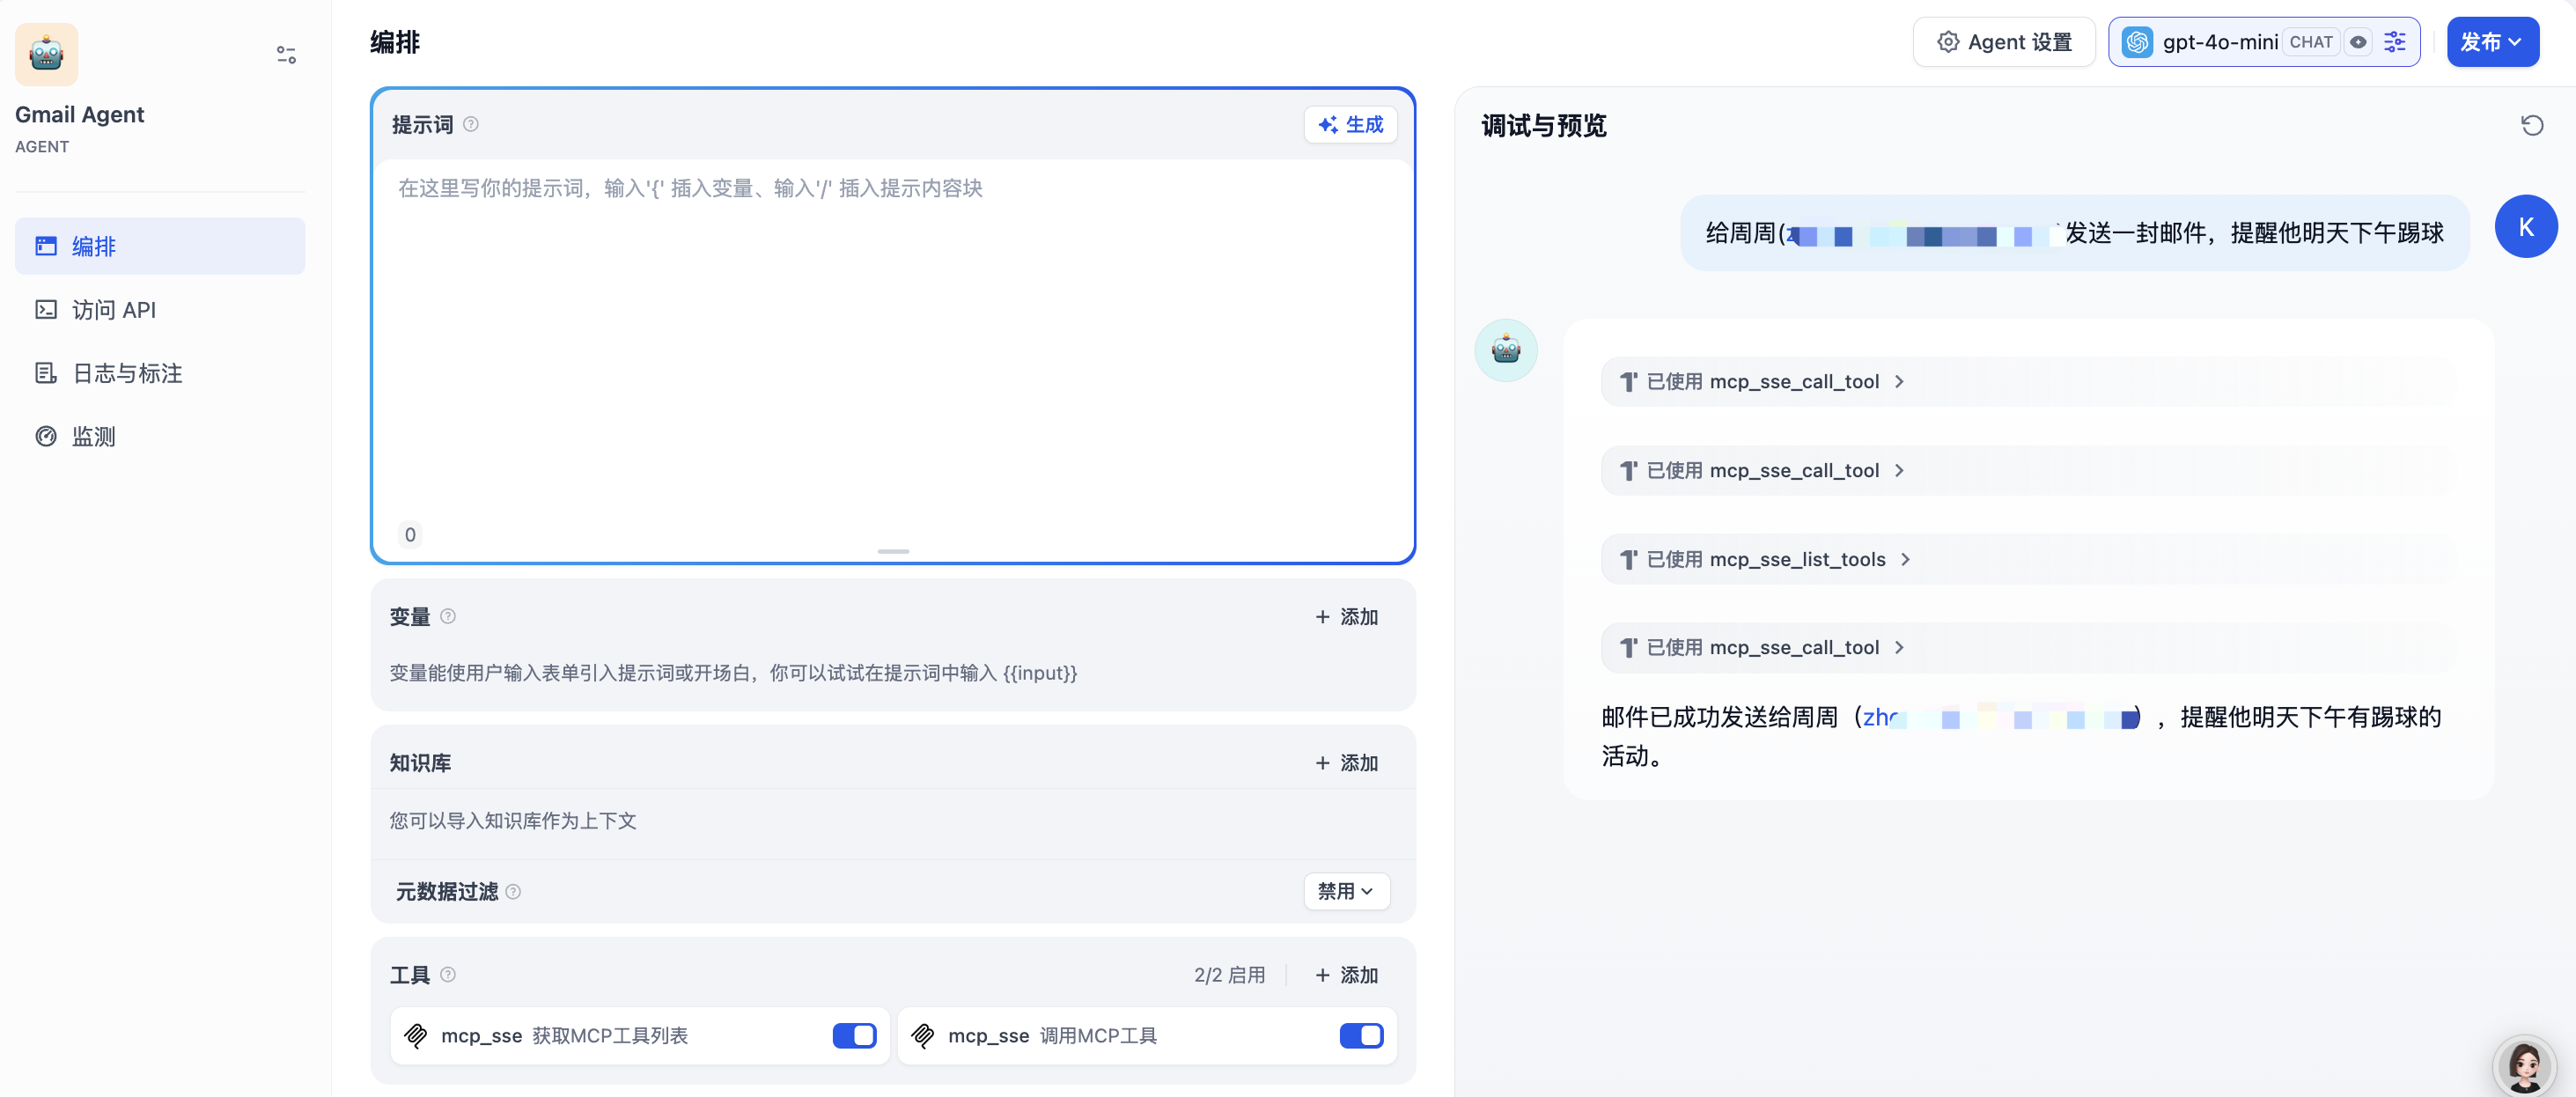 Gmail Agent
AGENT
编排
访问 API
日志与标注
监测
编排
Agent 设置
gpt-4o-mini
CHAT
发布
提示词
生成
在这里写你的提示词，输入'{' 插入变量、输入'/' 插入提示内容块
0
变量
+ 添加
变量能使用户输入表单引入提示词或开场白，你可以试试在提示词中输入 {{input}}
知识库
+ 添加
您可以导入知识库作为上下文
元数据过滤
禁用
工具
2/2 启用
+ 添加
mcp_sse 获取MCP工具列表
mcp_sse 调用MCP工具
调试与预览
给周周( 发送一封邮件，提醒他明天下午踢球
K
已使用 mcp_sse_call_tool
已使用 mcp_sse_call_tool
已使用 mcp_sse_list_tools
已使用 mcp_sse_call_tool
邮件已成功发送给周周（ ），提醒他明天下午有踢球的
活动。